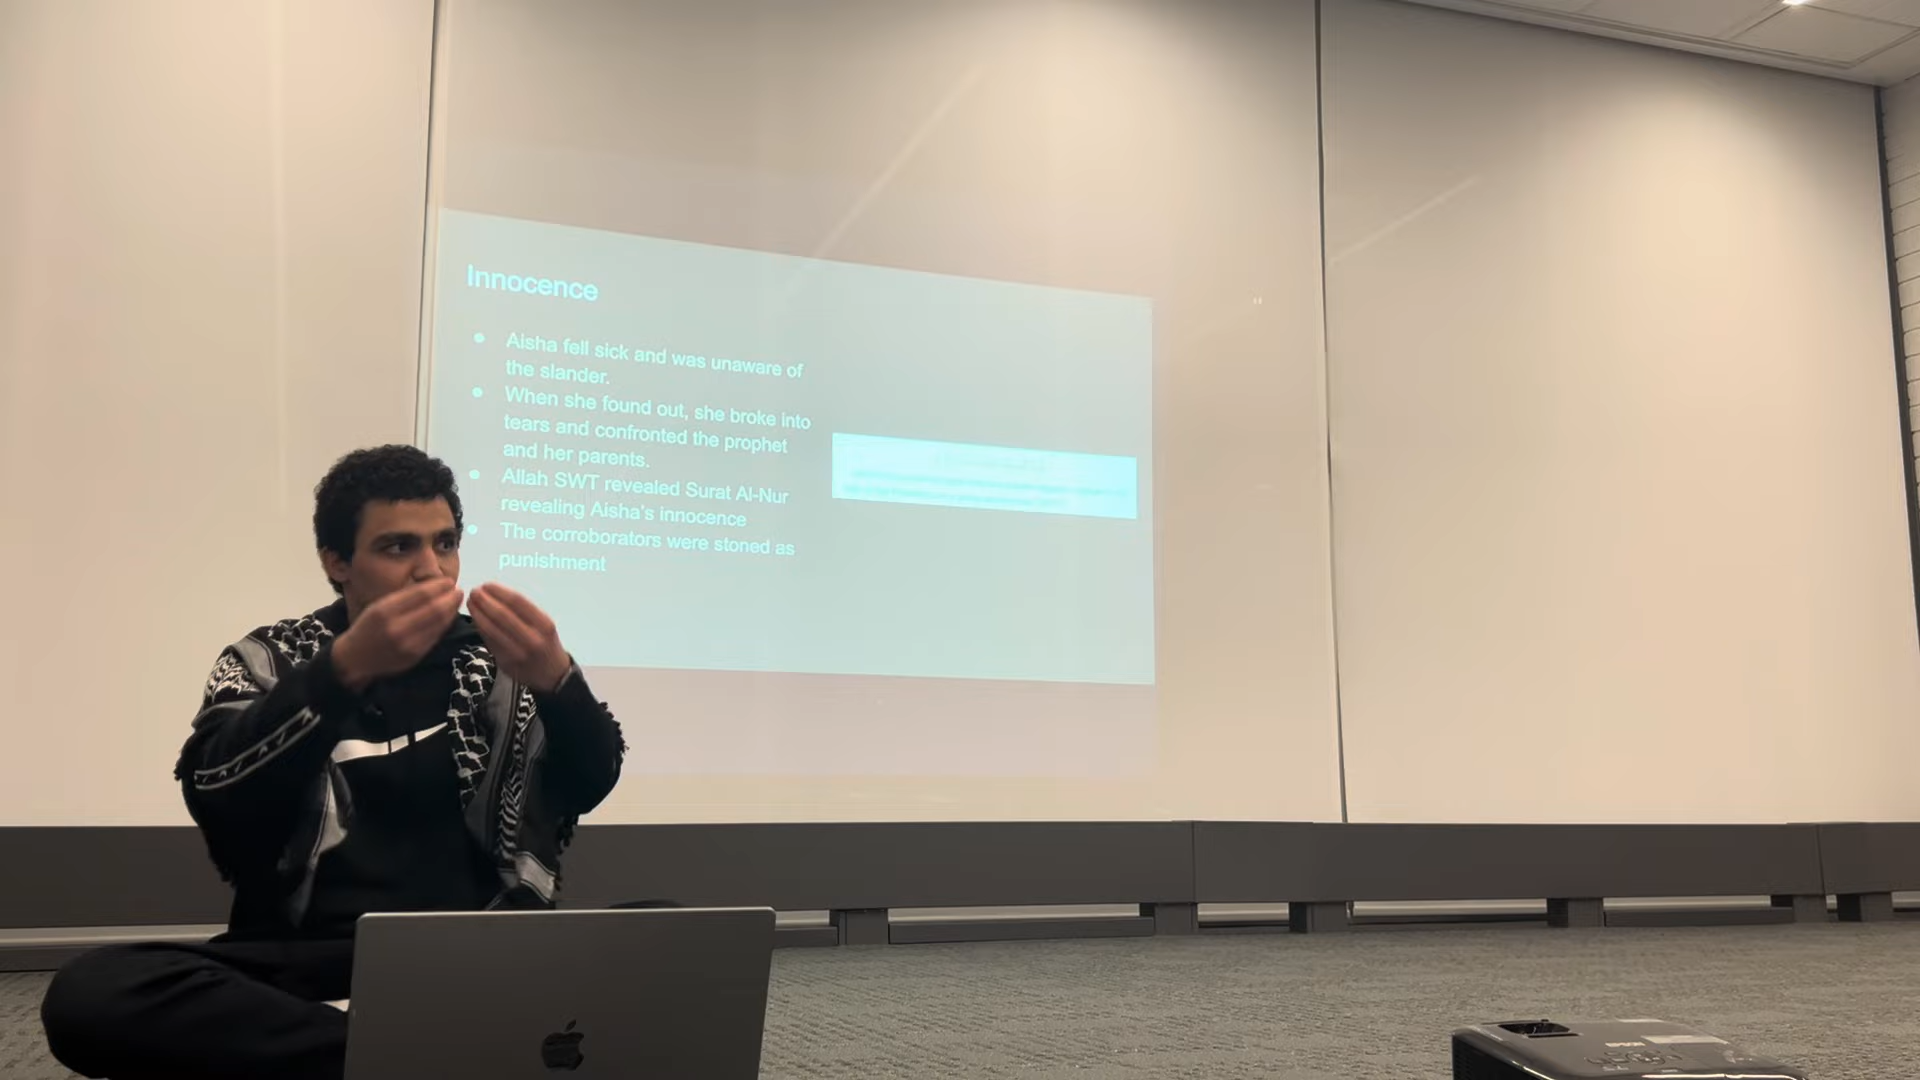 Innocence
● Aisha fell sick and was unaware of
the slander.
● When she found out, she broke into
tears and confronted the prophet
and her parents.
● Allah SWT revealed Surat Al-Nur
revealing Aisha's innocence
● The corroborators were stoned as
punishment
EPSON